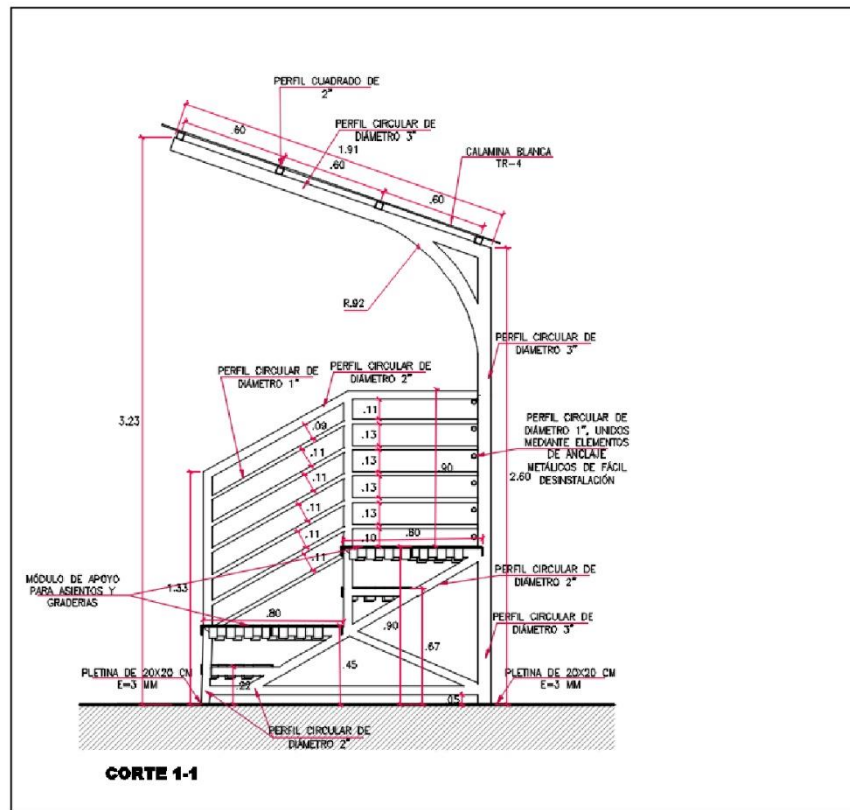 PERFIL CUADRADO DE
2"
.60
PERFIL CIRCULAR DE
DIÁMETRO 3"
1.91
.60
CALAMINA BLANCA
TR-4
.60
R.92
PERFIL CIRCULAR DE
DIÁMETRO 3"
PERFIL CIRCULAR DE
DIÁMETRO 2"
PERFIL CIRCULAR DE
DIÁMETRO 1"
3.23
.11
.09
.13
.11
.13
.11
.13
.11
.13
.11
.10
.11
.90
.80
PERFIL CIRCULAR DE
DIÁMETRO 1", UNIDOS
MEDIANTE ELEMENTOS
DE ANCLAJE
METÁLICOS DE FÁCIL
DESINSTALACIÓN
2.60
MÓDULO DE APOYO
PARA ASIENTOS Y
GRADERIAS
1.33
.80
PERFIL CIRCULAR DE
DIÁMETRO 2"
.90
.67
PERFIL CIRCULAR DE
DIÁMETRO 3"
.45
PLETINA DE 20X20 CM
E=3 MM
.22
.05
PLETINA DE 20X20 CM
E=3 MM
PERFIL CIRCULAR DE
DIÁMETRO 2"
CORTE 1-1